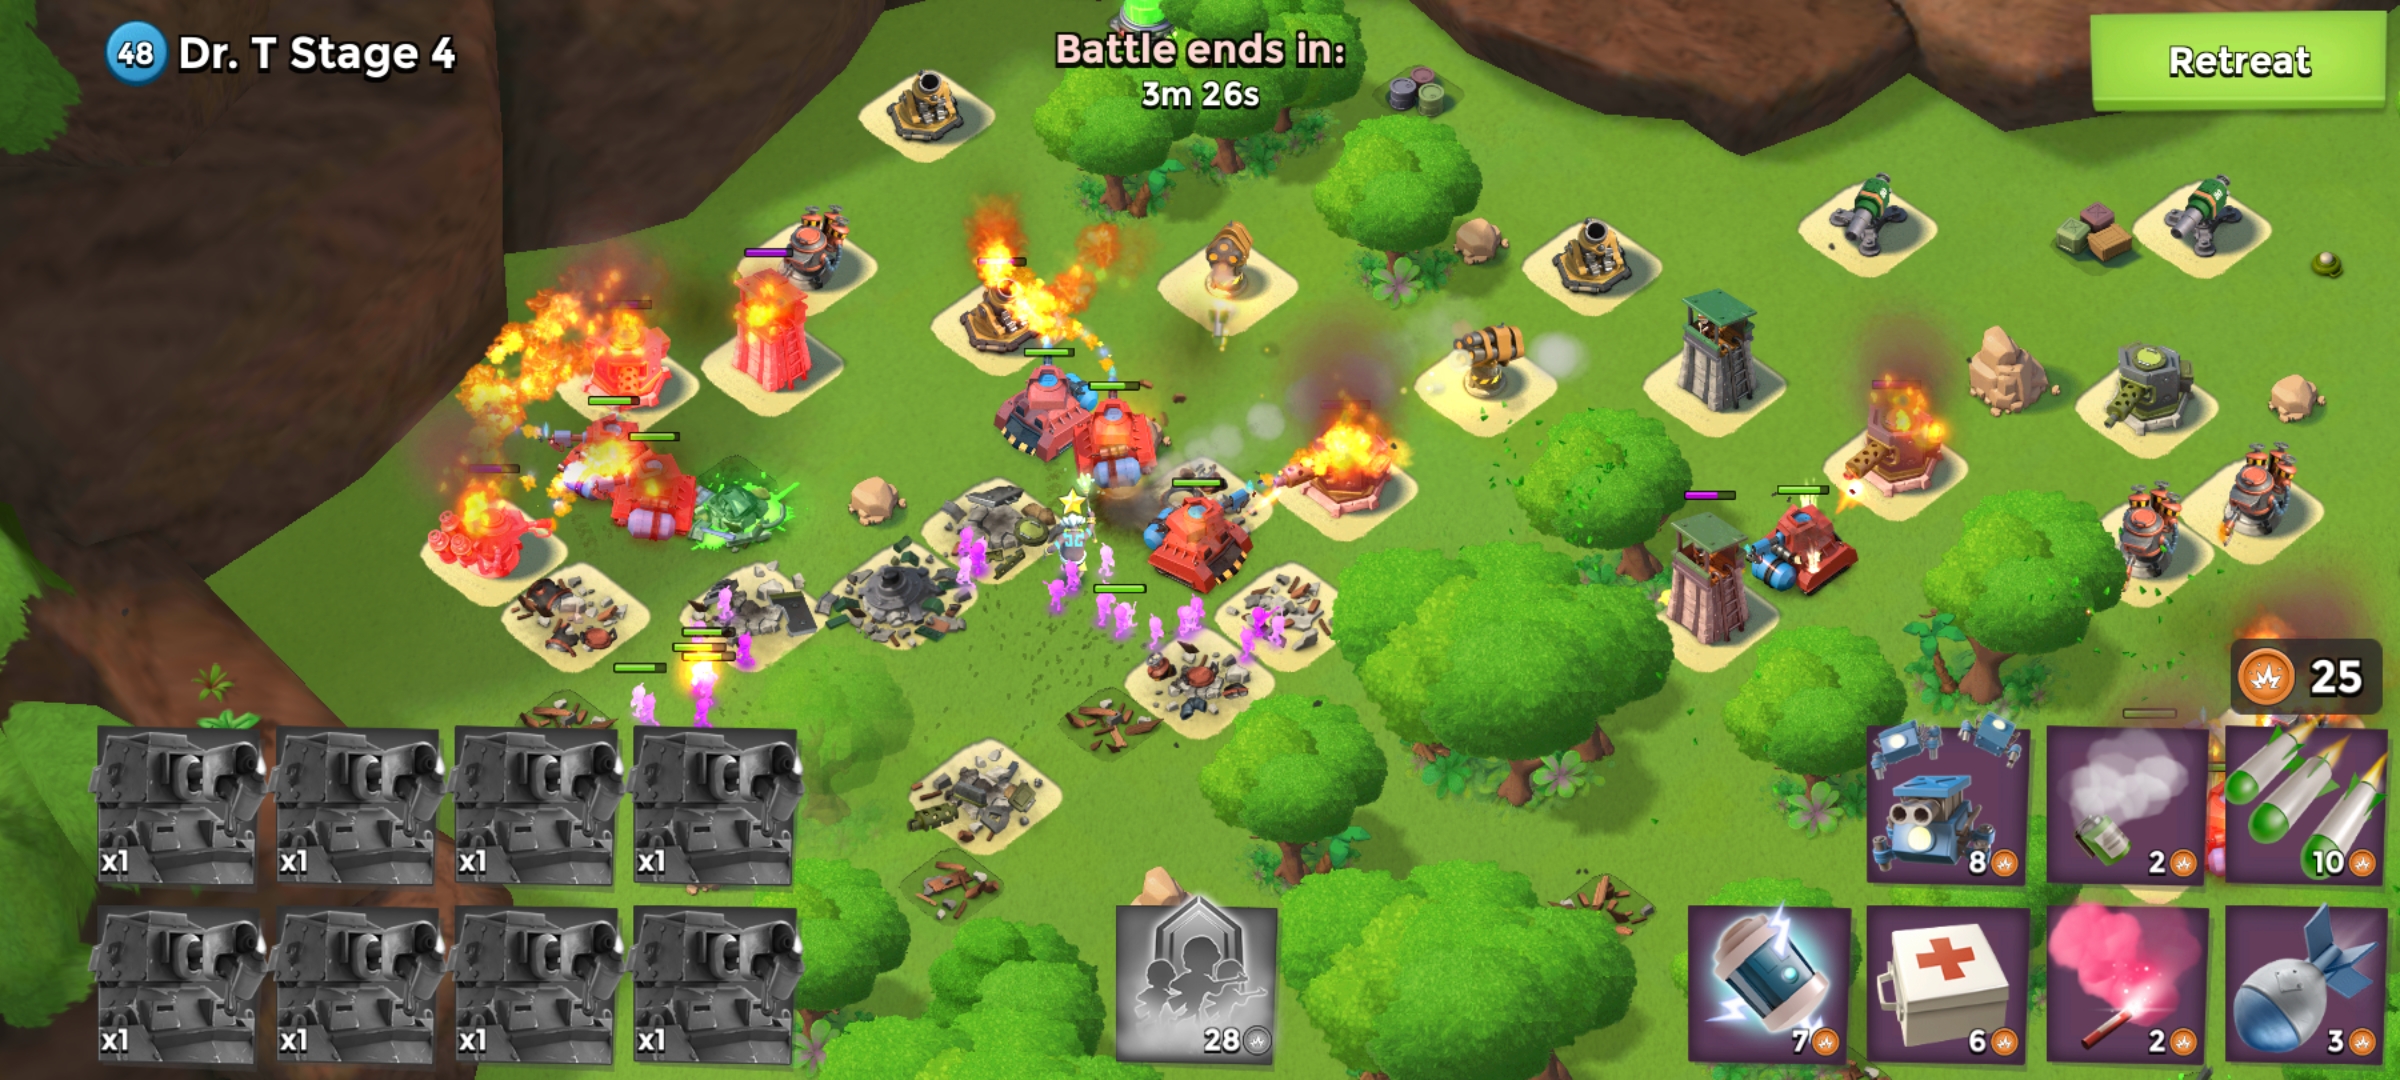 48 Dr. T Stage 4
Battle ends in:
3m 26s
Retreat
52
25
x1 x1 x1 x1
8 2 10
x1 x1 x1 x1
28
7 6 2 3